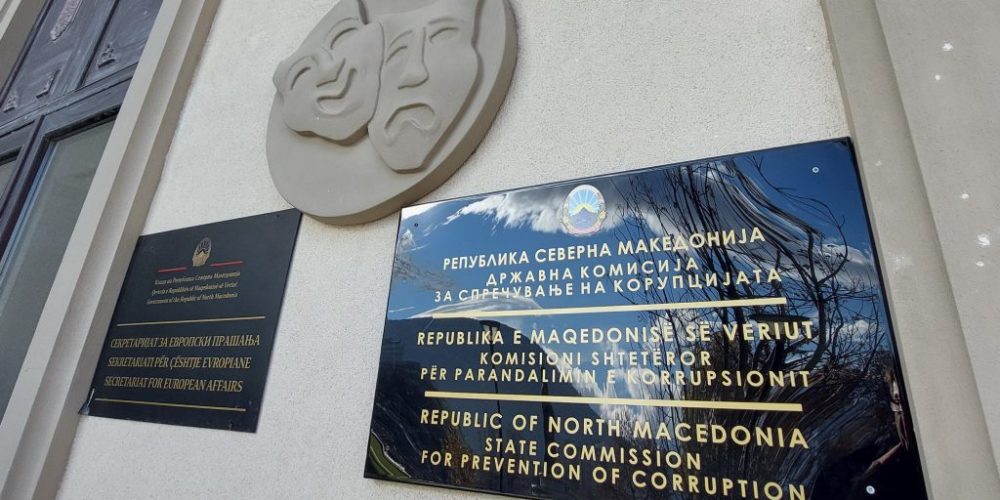 Влада на Република Северна Македонија
Qeveria e Republikës së Maqedonisë së Veriut
Government of the Republic of North Macedonia
СЕКРЕТАРИЈАТ ЗА ЕВРОПСКИ ПРАШАЊА
SEKRETARIATI PËR ÇËSHTJE EVROPIANE
SECRETARIAT FOR EUROPEAN AFFAIRS
РЕПУБЛИКА СЕВЕРНА МАКЕДОНИЈА
ДРЖАВНА КОМИСИЈА
ЗА СПРЕЧУВАЊЕ НА КОРУПЦИЈАТА
REPUBLIKA E MAQEDONISË SË VERIUT
KOMISIONI SHTETËROR
PËR PARANDALIMIN E KORRUPSIONIT
REPUBLIC OF NORTH MACEDONIA
STATE COMMISSION
FOR PREVENTION OF CORRUPTION